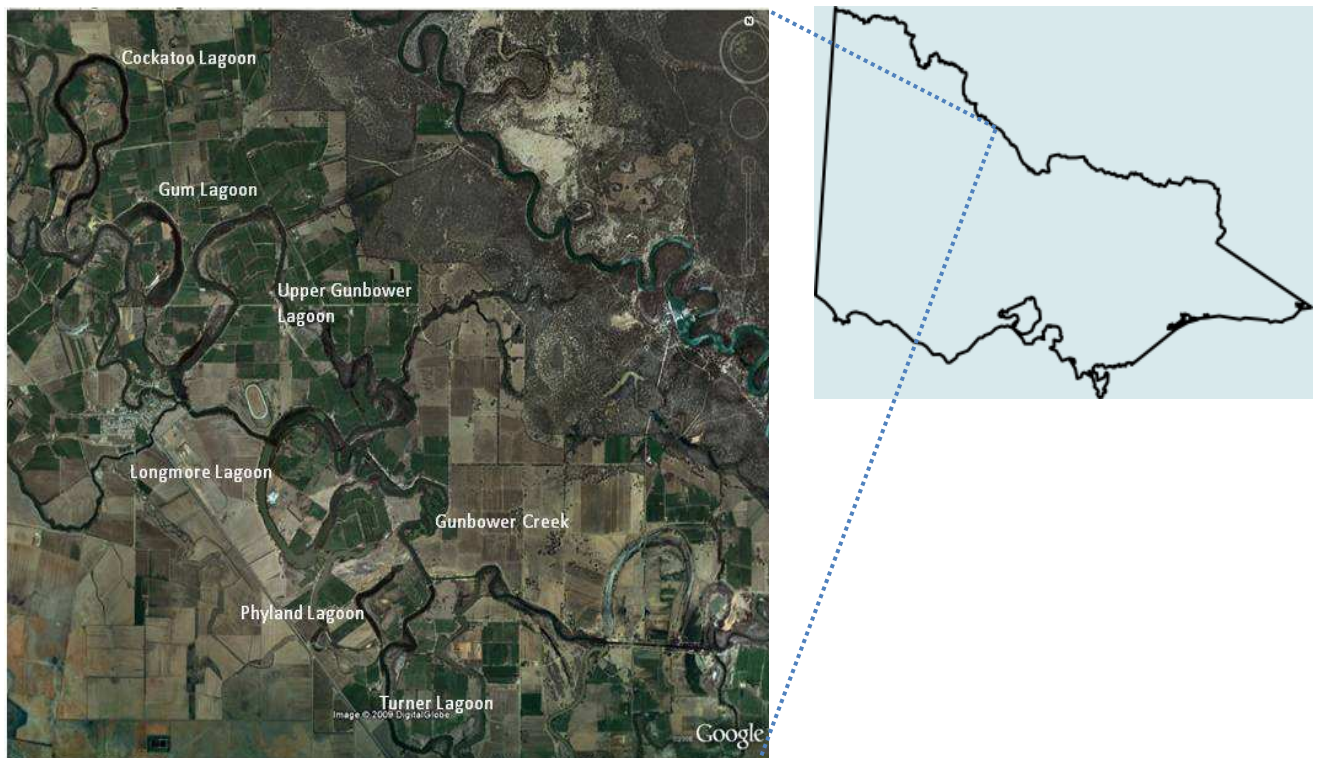 N
Cockatoo Lagoon
Gum Lagoon
Upper Gunbower
Lagoon
Longmore Lagoon
Gunbower Creek
Phyland Lagoon
Turner Lagoon
Image © 2009 DigitalGlobe
Google